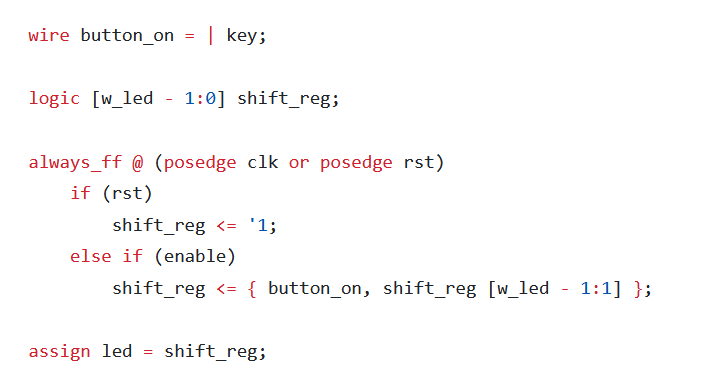 wire button_on = | key;
logic [w_led - 1:0] shift_reg;
always_ff @ (posedge clk or posedge rst)
if (rst)
shift_reg <= '1;
else if (enable)
shift_reg <= { button_on, shift_reg [w_led - 1:1] };
assign led = shift_reg;